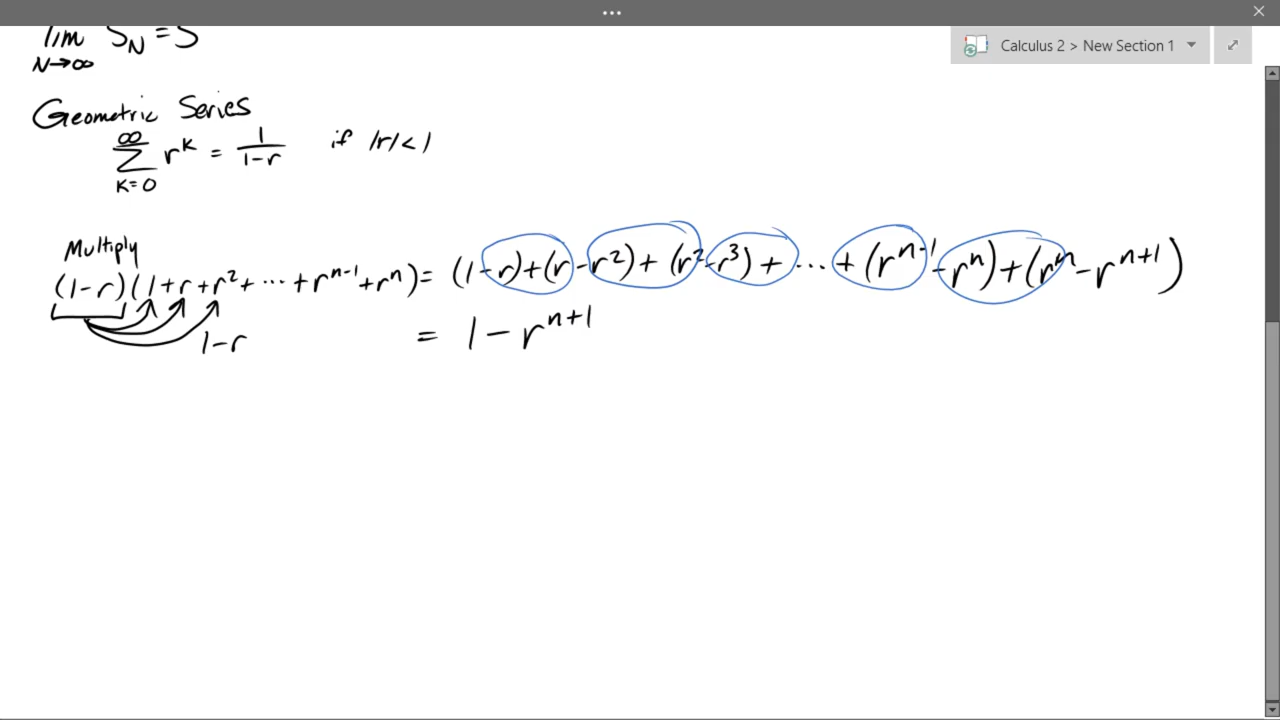 Calculus 2 > New Section 1
lim S_N = S
N→∞
Geometric Series
∞
∑ r^k = 1/(1-r) if |r| < 1
k=0
Multiply
(1-r)(1+r+r^2+⋯+r^{n-1}+r^n) = (1-r)+(r-r^2)+(r^2-r^3)+⋯+(r^{n-1}-r^n)+(r^n-r^{n+1})
1-r
= 1-r^{n+1}